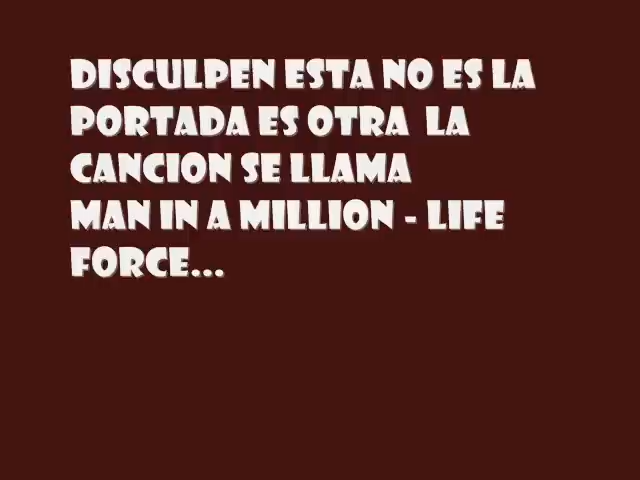 DISCULPEN ESTA NO ES LA
PORTADA ES OTRA LA
CANCION SE LLAMA
MAN IN A MILLION - LIFE
FORCE...